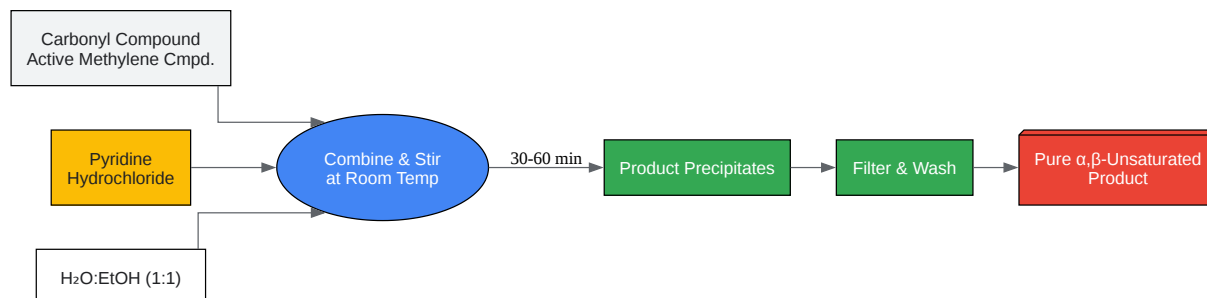 Carbonyl Compound
Active Methylene Cmpd.
Pyridine
Hydrochloride
H₂O:EtOH (1:1)
Combine & Stir
at Room Temp
30-60 min
Product Precipitates
Filter & Wash
Pure α,β-Unsaturated
Product